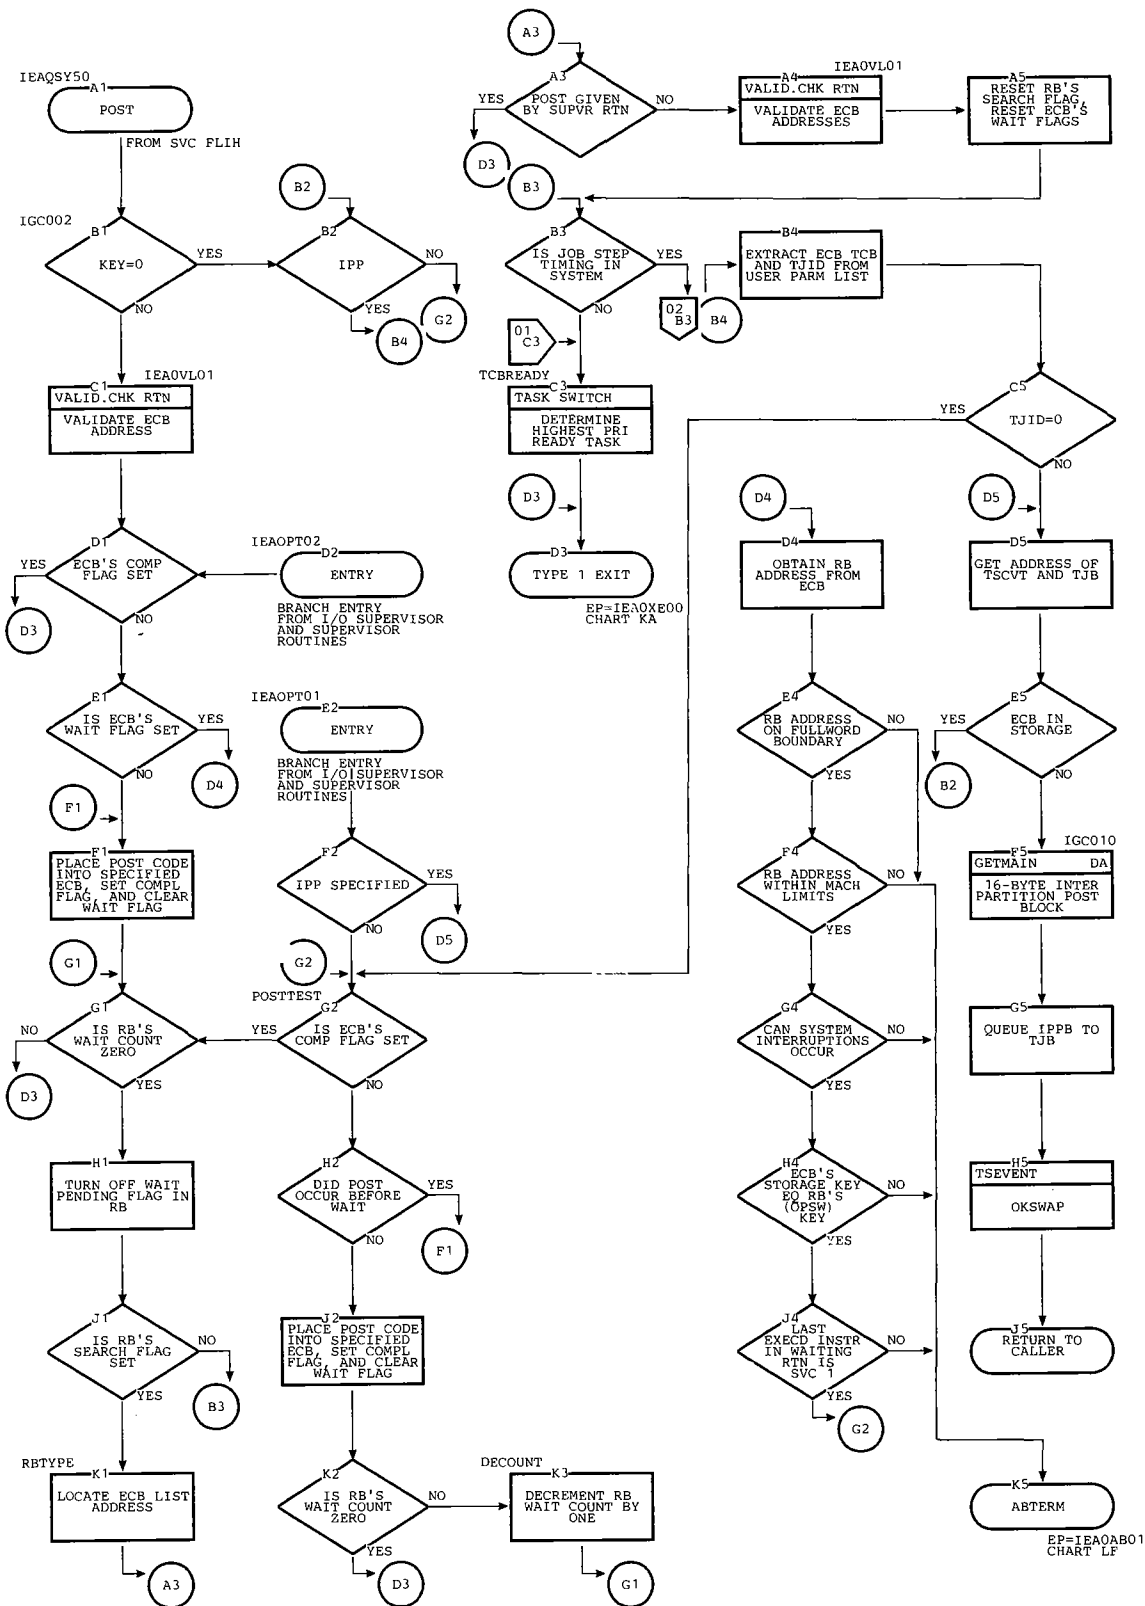 IEAQSY50
A1
POST
FROM SVC FLIH
IGC002
B1
KEY=0
YES
NO
B2
B2
IPP
NO
YES
B4
G2
IEA0VL01
C1
VALID.CHK RTN
VALIDATE ECB
ADDRESS
D1
ECB'S COMP
FLAG SET
YES
NO
D3
IEAOPT02
D2
ENTRY
BRANCH ENTRY
FROM I/O SUPERVISOR
AND SUPERVISOR
ROUTINES
E1
IS ECB'S
WAIT FLAG SET
YES
NO
D4
IEAOPT01
E2
ENTRY
BRANCH ENTRY
FROM I/O SUPERVISOR
AND SUPERVISOR
ROUTINES
F1
F1
PLACE POST CODE
INTO SPECIFIED
ECB, SET COMPL
FLAG, AND CLEAR
WAIT FLAG
F2
IPP SPECIFIED
YES
NO
D5
G1
G1
IS RB'S
WAIT COUNT
ZERO
NO
YES
D3
G2
POSTTEST
G2
IS ECB'S
COMP FLAG SET
YES
NO
H1
TURN OFF WAIT
PENDING FLAG IN
RB
H2
DID POST
OCCUR BEFORE
WAIT
YES
NO
F1
J1
IS RB'S
SEARCH FLAG
SET
NO
YES
B3
J2
PLACE POST CODE
INTO SPECIFIED
ECB, SET COMPL
FLAG, AND CLEAR
WAIT FLAG
RBTYPE
K1
LOCATE ECB LIST
ADDRESS
A3
K2
IS RB'S
WAIT COUNT
ZERO
NO
YES
D3
DECOUNT
K3
DECREMENT RB
WAIT COUNT BY
ONE
G1
A3
A3
POST GIVEN
BY SUPVR RTN
YES
NO
D3
IEA0VL01
A4
VALID.CHK RTN
VALIDATE ECB
ADDRESSES
A5
RESET RB'S
SEARCH FLAG,
RESET ECB'S
WAIT FLAGS
B3
B3
IS JOB STEP
TIMING IN
SYSTEM
YES
NO
02
B3
B4
B4
EXTRACT ECB TCB
AND TJID FROM
USER PARM LIST
01
C3
TCBREADY
C3
TASK SWITCH
DETERMINE
HIGHEST PRI
READY TASK
C5
TJID=0
YES
NO
D3
D3
TYPE 1 EXIT
EP=IEA0XE00
CHART KA
D4
D4
OBTAIN RB
ADDRESS FROM
ECB
D5
D5
GET ADDRESS OF
TSCVT AND TJB
E4
RB ADDRESS
ON FULLWORD
BOUNDARY
NO
YES
E5
ECB IN
STORAGE
YES
NO
B2
F4
RB ADDRESS
WITHIN MACH
LIMITS
NO
YES
IGC010
F5
GETMAIN DA
16-BYTE INTER
PARTITION POST
BLOCK
G4
CAN SYSTEM
INTERRUPTIONS
OCCUR
NO
YES
G5
QUEUE IPPB TO
TJB
H4
ECB'S
STORAGE KEY
EQ RB'S
(OPSW)
KEY
NO
YES
H5
TSEVENT
OKSWAP
J4
LAST
EXECD INSTR
IN WAITING
RTN IS
SVC 1
NO
YES
G2
J5
RETURN TO
CALLER
K5
ABTERM
EP=IEA0AB01
CHART LF